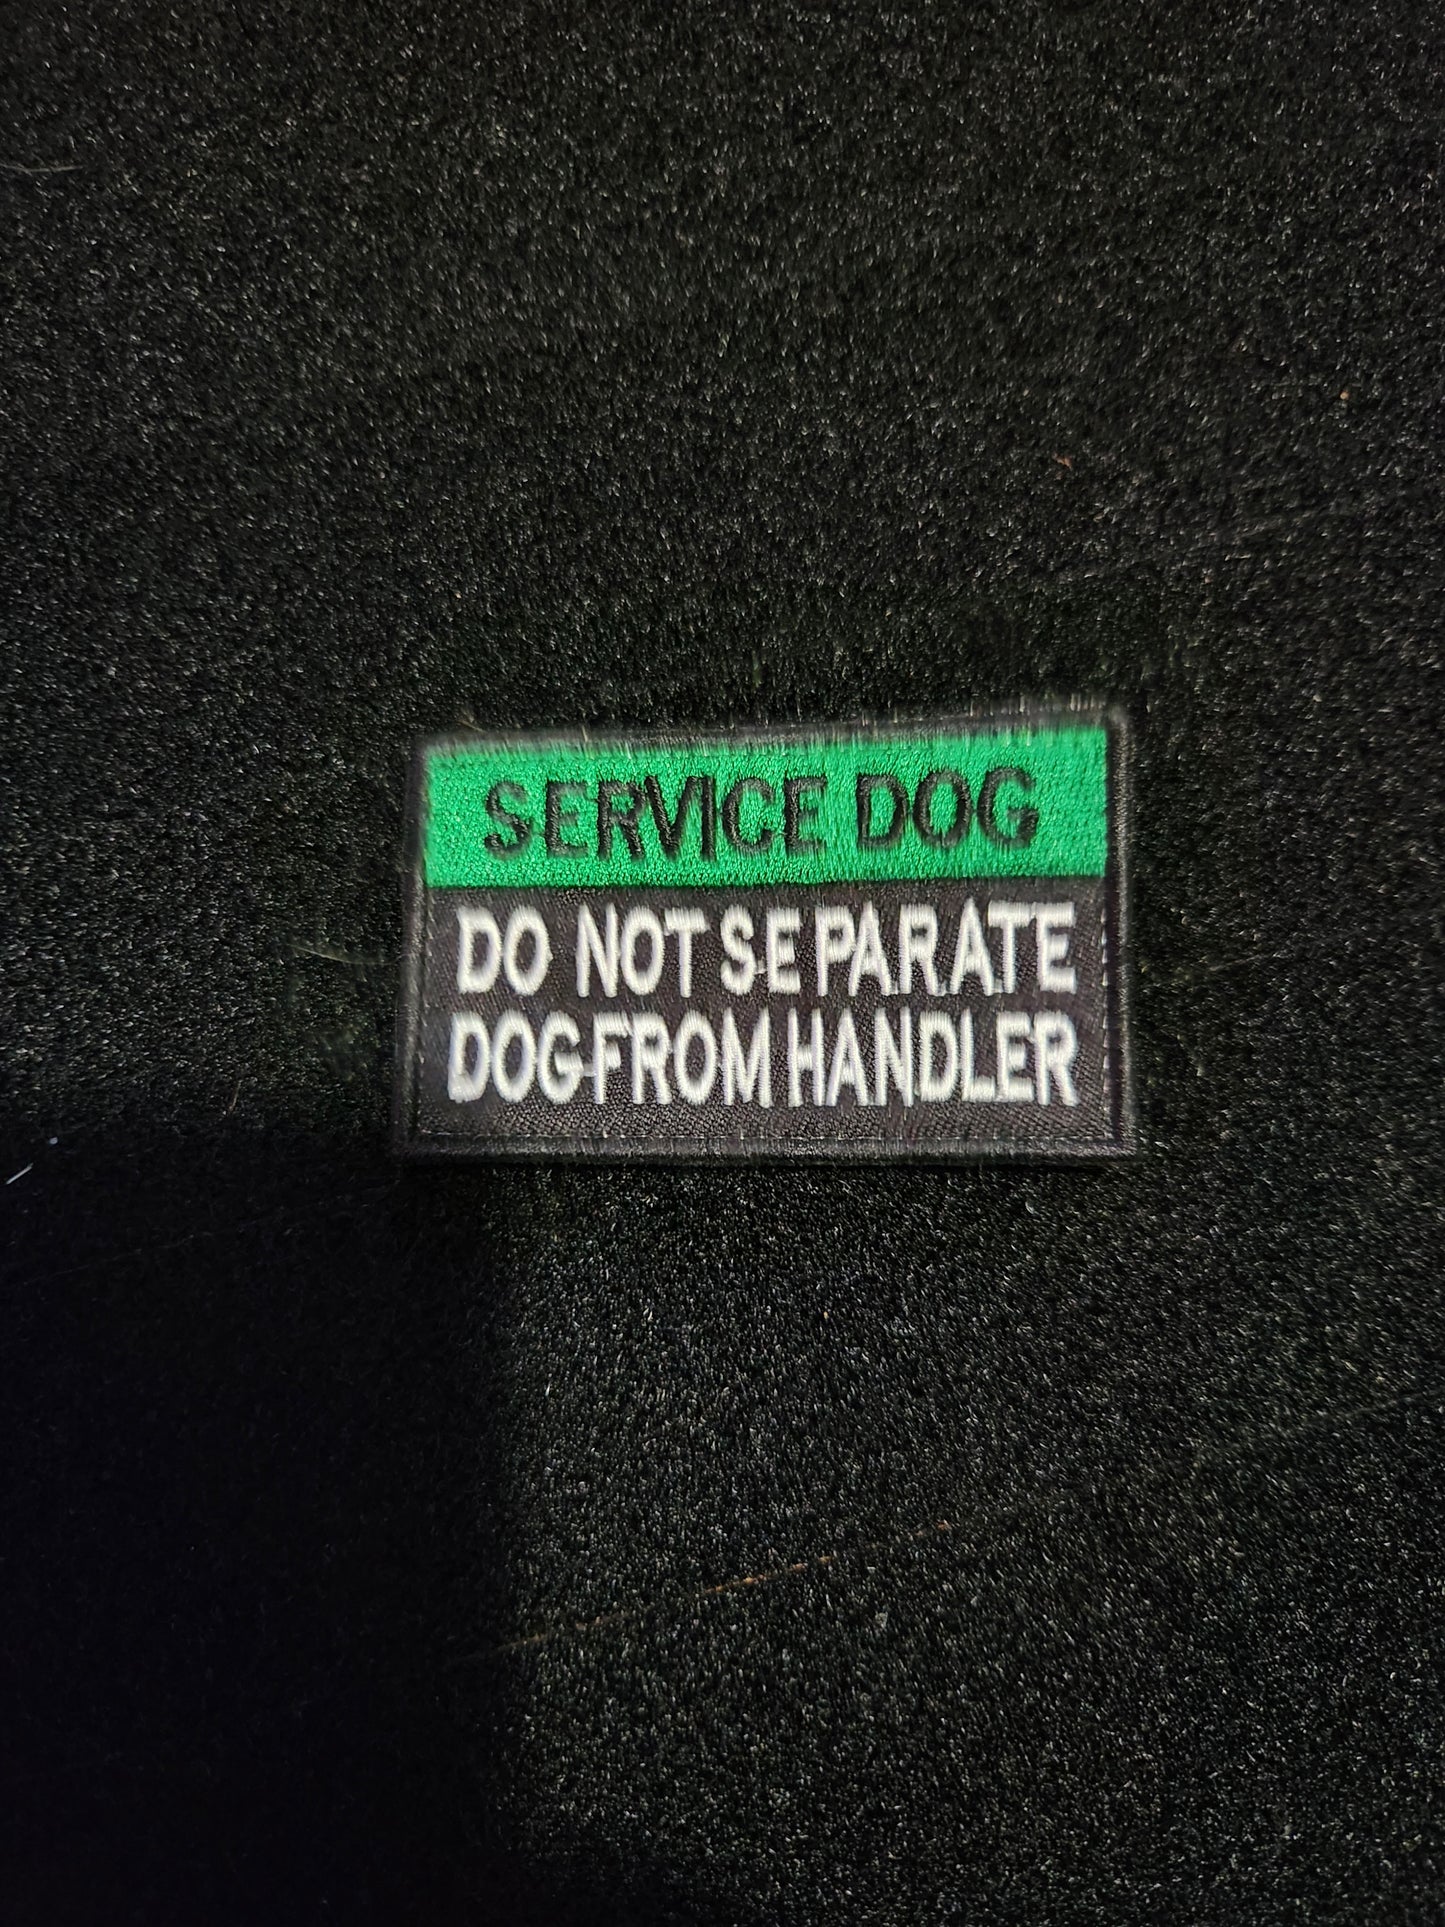 SERVICE DOG
DO NOT SEPARATE
DOG FROM HANDLER